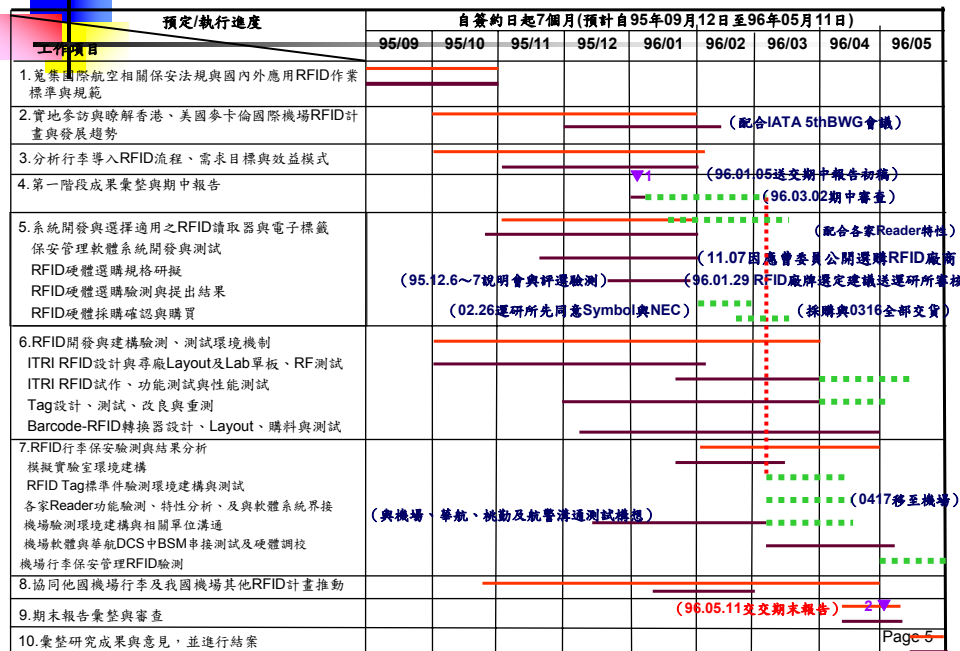 預定/執行進度
自簽約日起7個月(預計自95年09月12日至96年05月11日)
工作項目
95/09 95/10 95/11 95/12 96/01 96/02 96/03 96/04 96/05
1.蒐集國際航空相關保安法規與國內外應用RFID作業
標準與規範
2.實地參訪與瞭解香港、美國麥卡倫國際機場RFID計
畫與發展趨勢
(配合IATA 5thBWG會議)
3.分析行李導入RFID流程、需求目標與效益模式
4.第一階段成果彙整與期中報告
1
(96.01.05送交期中報告初稿)
(96.03.02期中審查)
5.系統開發與選擇適用之RFID讀取器與電子標籤
(配合各家Reader特性)
保安管理軟體系統開發與測試
RFID硬體選購規格研擬
(11.07因應曾委員公開選購RFID廠商
RFID硬體選購驗測與提出結果
(95.12.6~7說明會與評選驗測)
(96.01.29 RFID廠牌選定建議送運研所審核
RFID硬體採購確認與購買
(02.26運研所先同意Symbol與NEC)
(採購與0316全部交貨)
6.RFID開發與建構驗測、測試環境機制
ITRI RFID設計與尋廠Layout及Lab單板、RF測試
ITRI RFID試作、功能測試與性能測試
Tag設計、測試、改良與重測
Barcode-RFID轉換器設計、Layout、購料與測試
7.RFID行李保安驗測與結果分析
模擬實驗室環境建構
RFID Tag標準件驗測環境建構與測試
各家Reader功能驗測、特性分析、及與軟體系統界接
(0417移至機場)
機場驗測環境建構與相關單位溝通
(與機場、華航、桃勤及航警溝通測試構想)
機場軟體與華航DCS中BSM串接測試及硬體調校
機場行李保安管理RFID驗測
8.協同他國機場行李及我國機場其他RFID計畫推動
9.期末報告彙整與審查
(96.05.11交交期末報告)
2
10.彙整研究成果與意見，並進行結案
Page 5